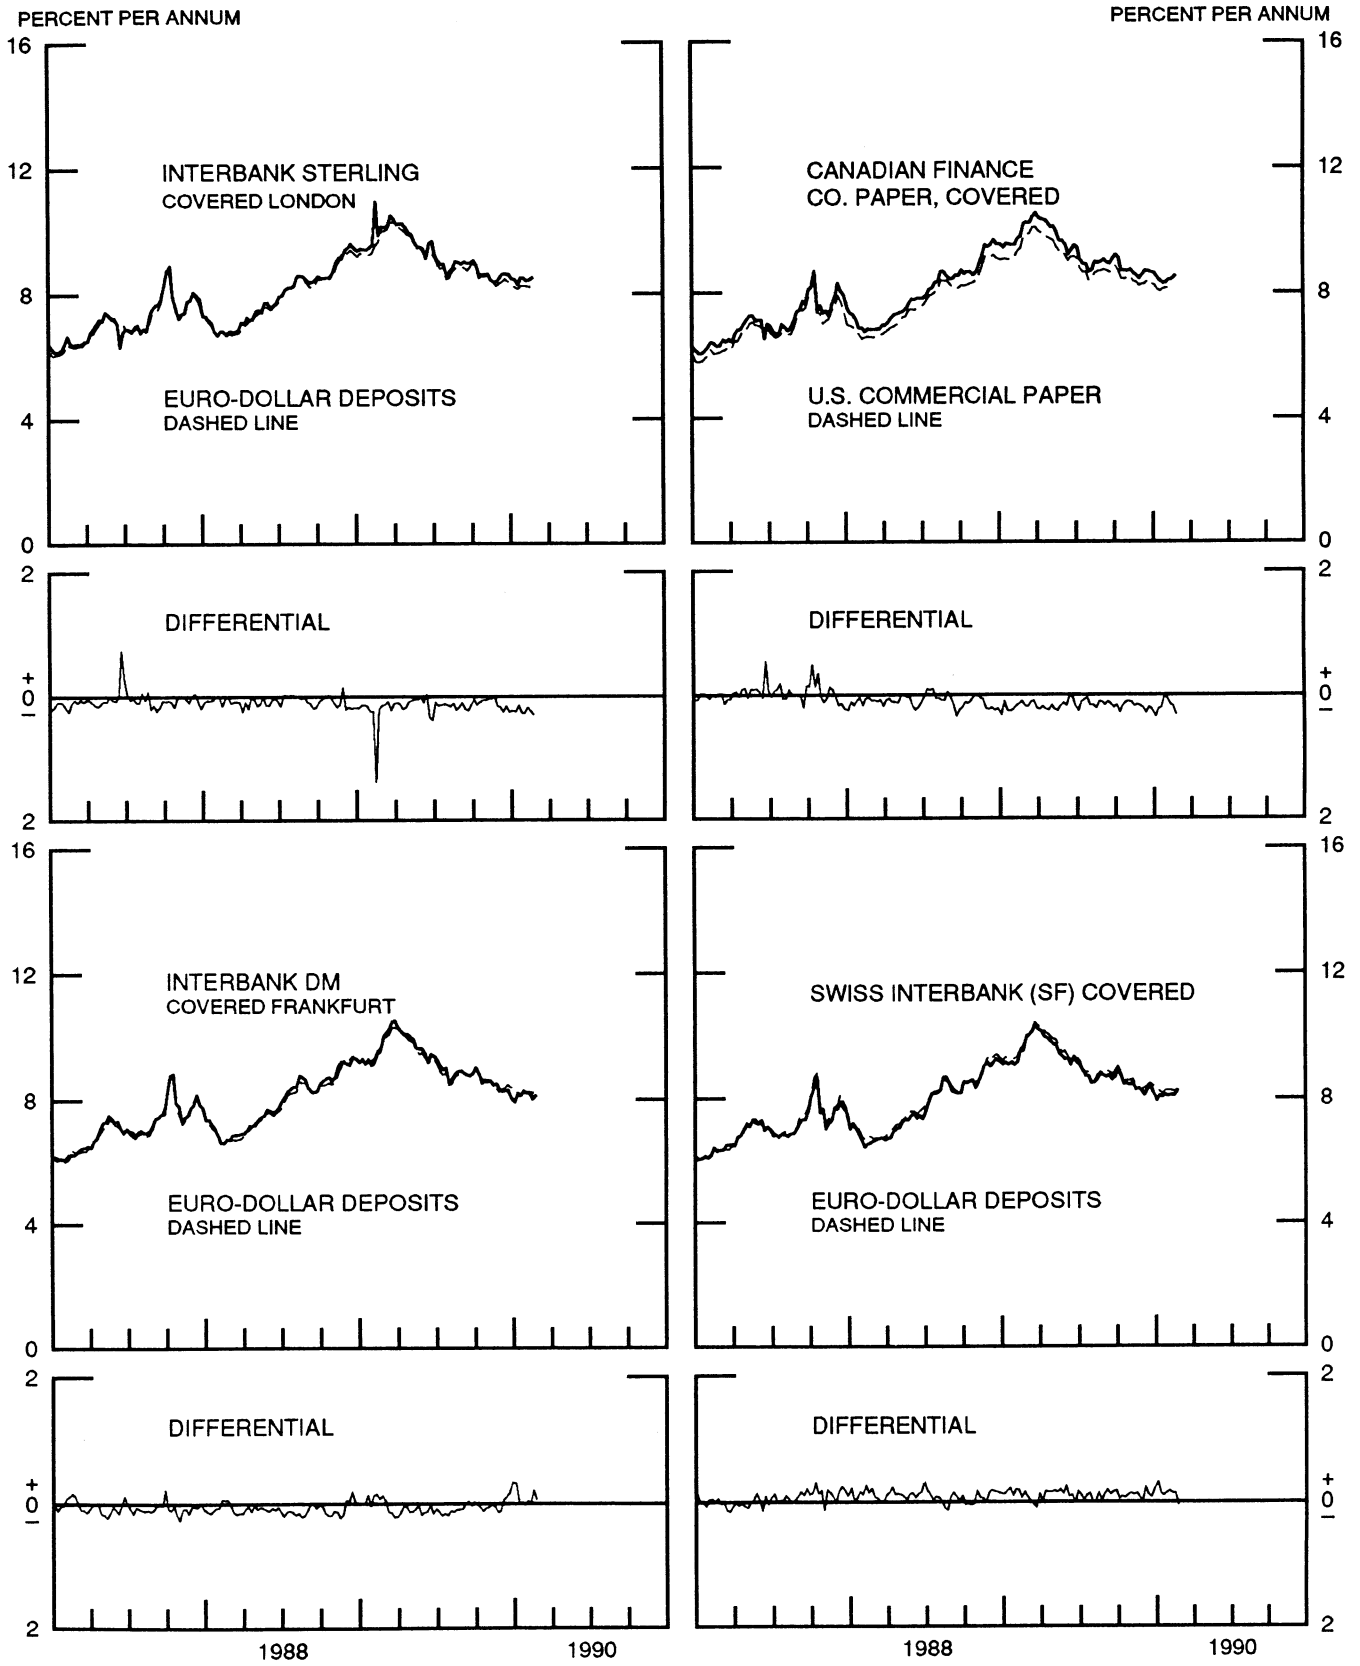 PERCENT PER ANNUM
PERCENT PER ANNUM
16
12
8
4
0
INTERBANK STERLING
COVERED LONDON
EURO-DOLLAR DEPOSITS
DASHED LINE
16
12
8
4
0
CANADIAN FINANCE
CO. PAPER, COVERED
U.S. COMMERCIAL PAPER
DASHED LINE
2
+
0
–
2
DIFFERENTIAL
2
+
0
–
2
DIFFERENTIAL
16
12
8
4
0
INTERBANK DM
COVERED FRANKFURT
EURO-DOLLAR DEPOSITS
DASHED LINE
16
12
8
4
0
SWISS INTERBANK (SF) COVERED
EURO-DOLLAR DEPOSITS
DASHED LINE
2
+
0
–
2
DIFFERENTIAL
1988
1990
2
+
0
–
2
DIFFERENTIAL
1988
1990